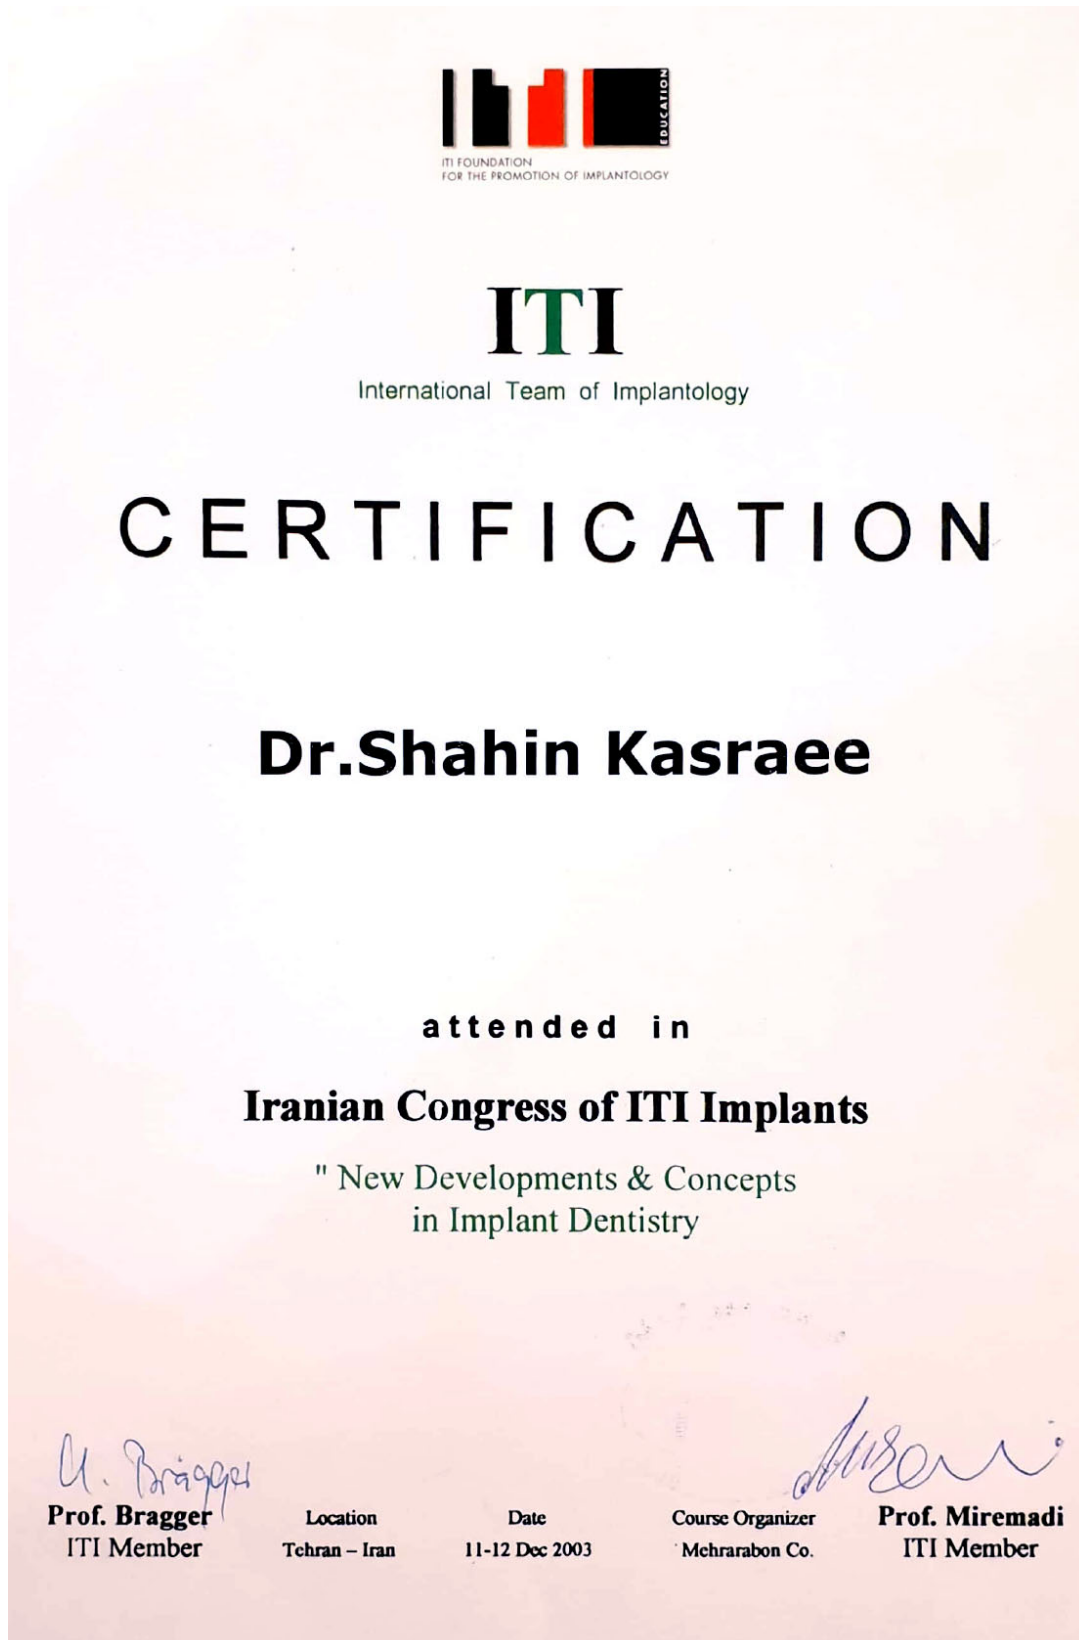 EDUCATION
ITI FOUNDATION
FOR THE PROMOTION OF IMPLANTOLOGY
ITI
International Team of Implantology
CERTIFICATION
Dr.Shahin Kasraee
attended in
Iranian Congress of ITI Implants
" New Developments & Concepts
in Implant Dentistry
U. Brägger
Prof. Bragger
ITI Member
Location
Tehran – Iran
Date
11-12 Dec 2003
Course Organizer
Mehrarabon Co.
Prof. Miremadi
ITI Member